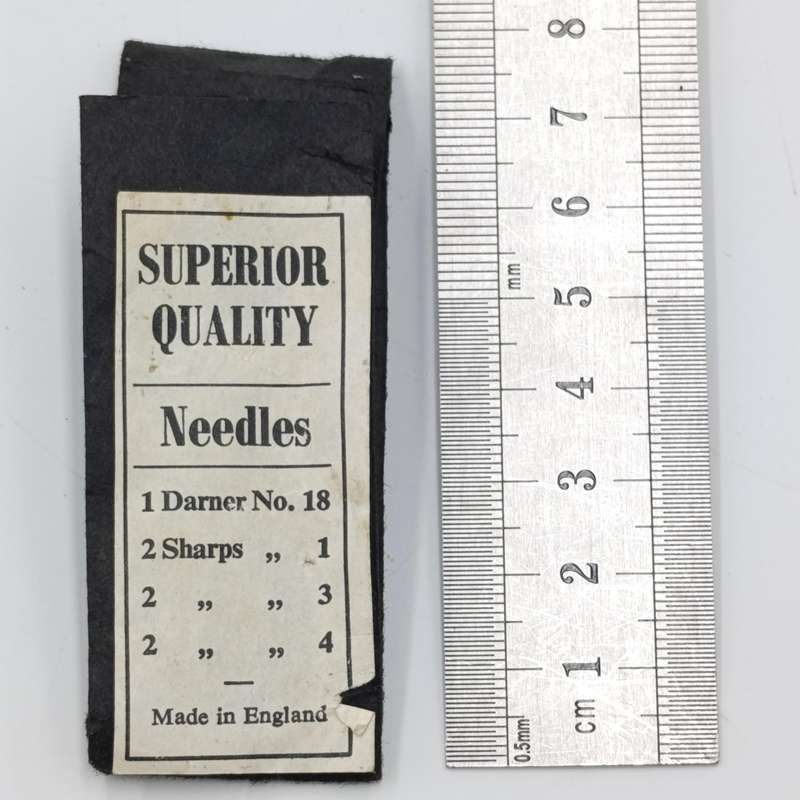 SUPERIOR
QUALITY
Needles
1 Darner No. 18
2 Sharps „ 1
2 „ „ 3
2 „ „ 4
Made in England
8
7
6
mm
5
4
3
2
1
cm
0.5mm